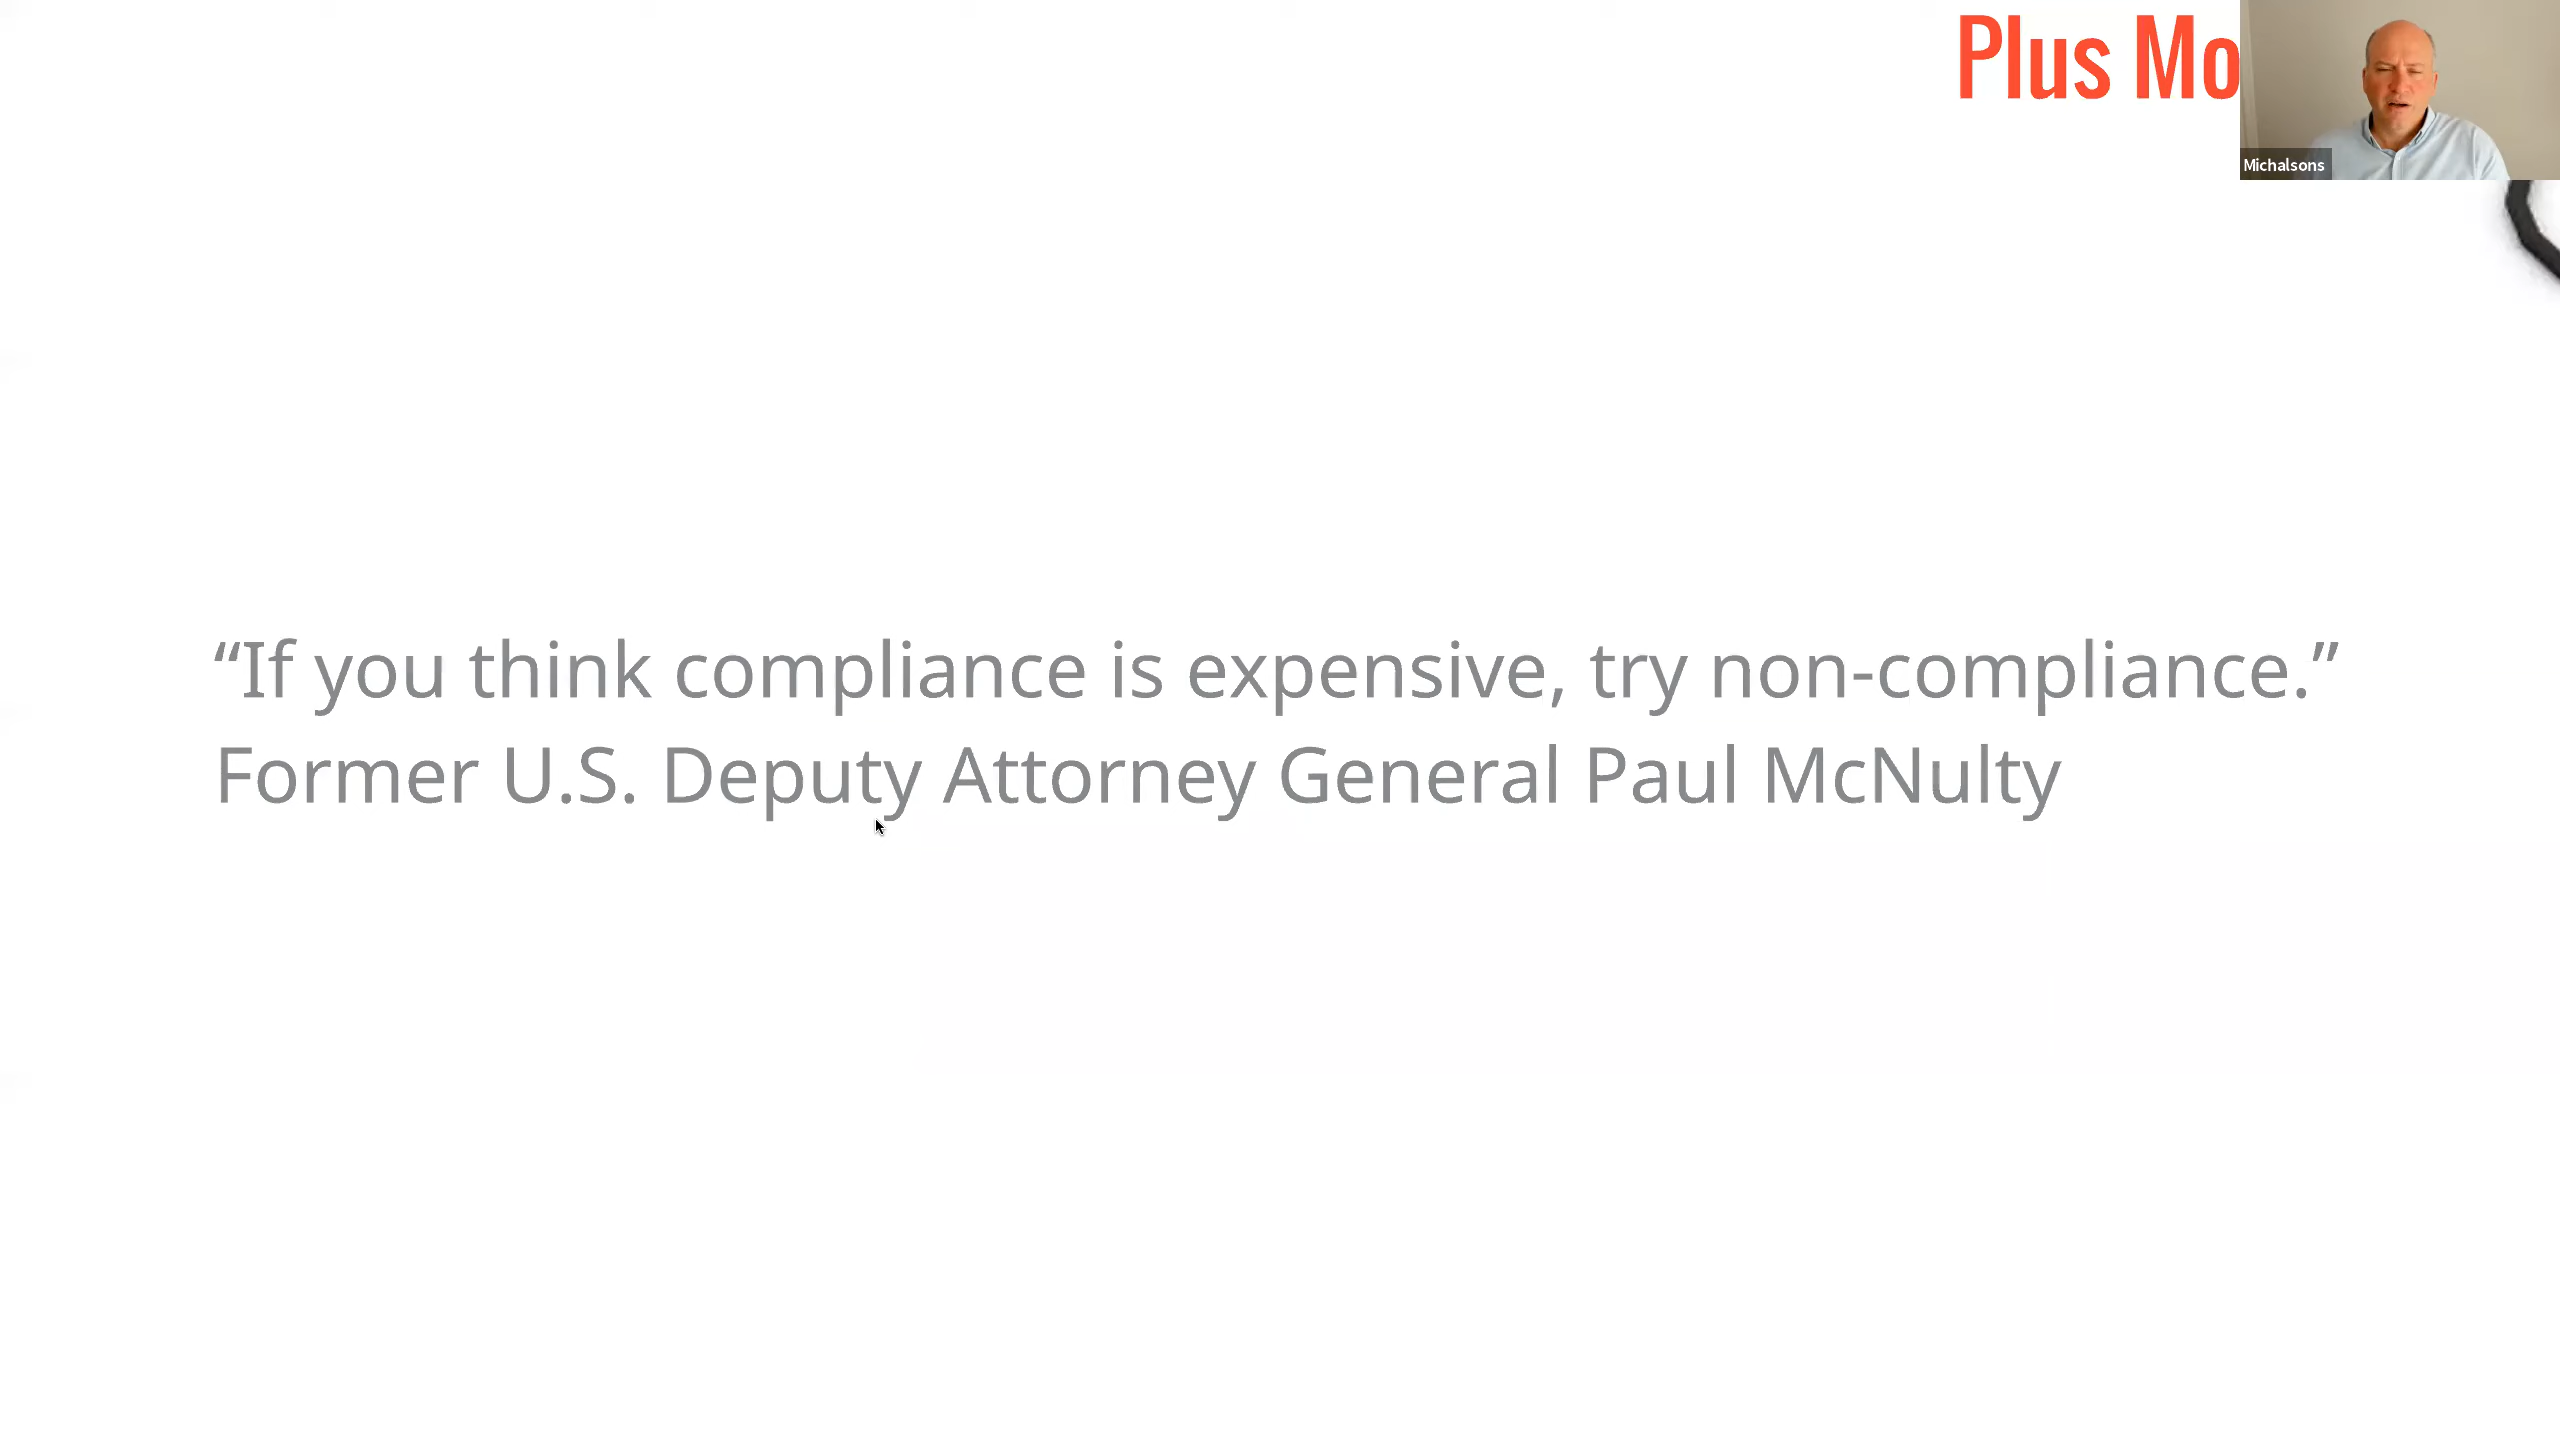 Plus Mo
Michalsons
“If you think compliance is expensive, try non-compliance.”
Former U.S. Deputy Attorney General Paul McNulty